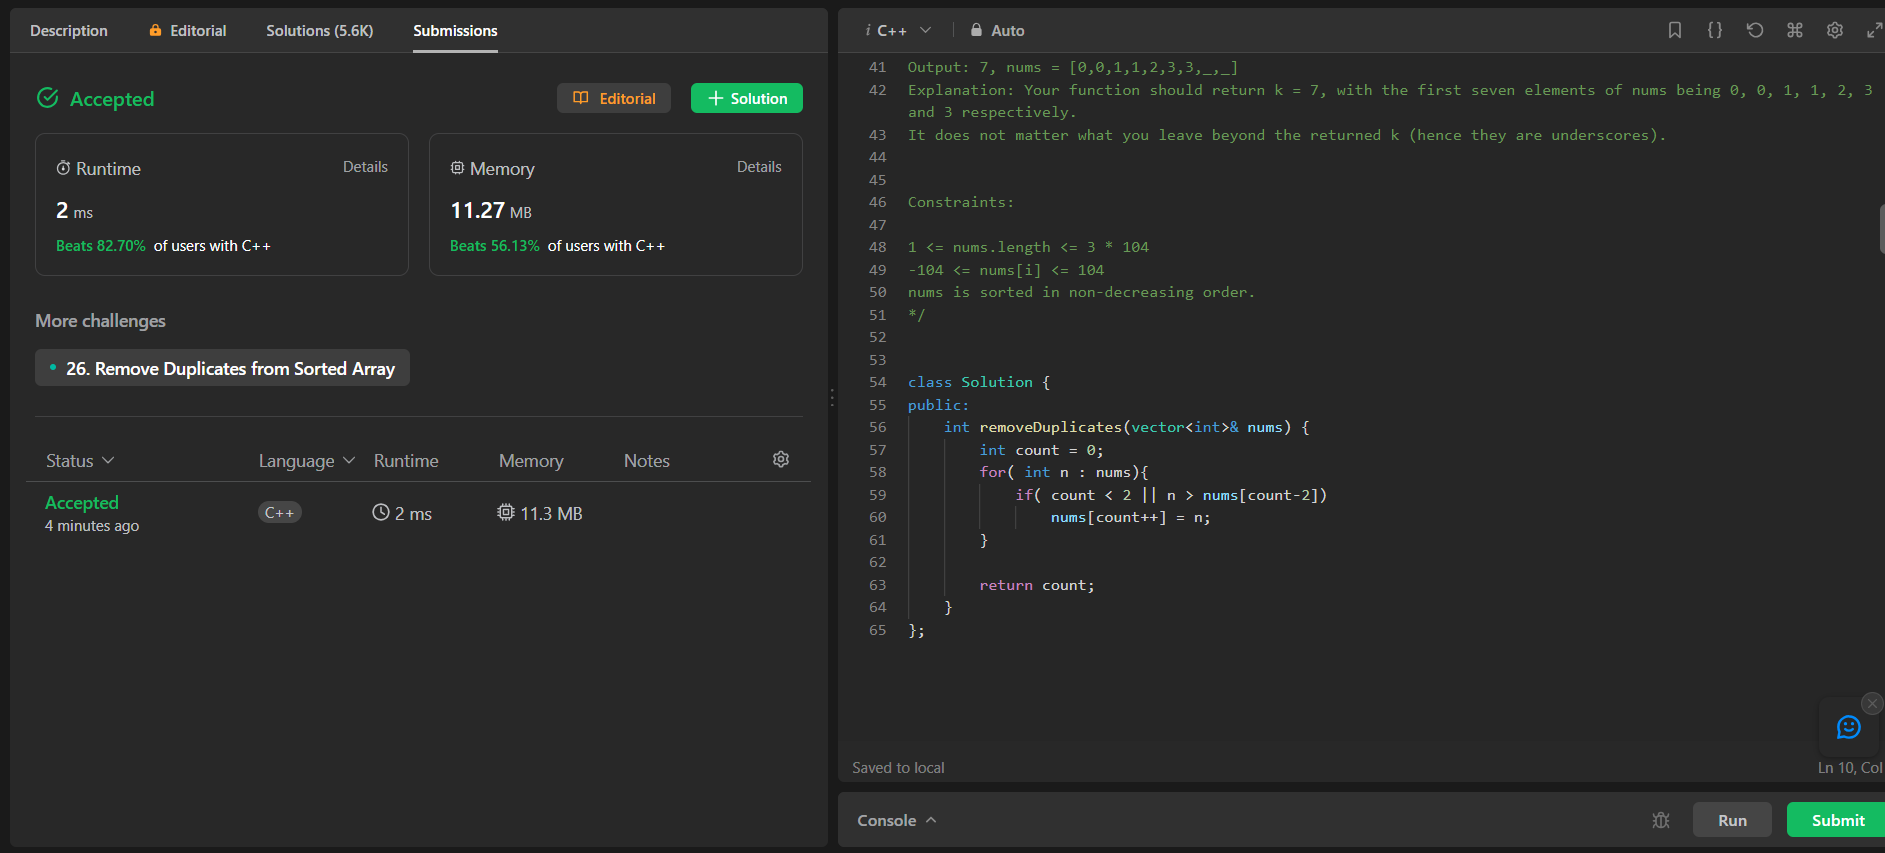 Description Editorial Solutions (5.6K) Submissions
Accepted Editorial + Solution
Runtime Details
2 ms
Beats 82.70% of users with C++
Memory Details
11.27 MB
Beats 56.13% of users with C++
More challenges
• 26. Remove Duplicates from Sorted Array
Status Language Runtime Memory Notes
Accepted C++ 2 ms 11.3 MB
4 minutes ago
i C++ Auto
41 Output: 7, nums = [0,0,1,1,2,3,3,_,_]
42 Explanation: Your function should return k = 7, with the first seven elements of nums being 0, 0, 1, 1, 2, 3
and 3 respectively.
43 It does not matter what you leave beyond the returned k (hence they are underscores).
44
45
46 Constraints:
47
48 1 <= nums.length <= 3 * 104
49 -104 <= nums[i] <= 104
50 nums is sorted in non-decreasing order.
51 */
52
53
54 class Solution {
55 public:
56 int removeDuplicates(vector<int>& nums) {
57 int count = 0;
58 for( int n : nums){
59 if( count < 2 || n > nums[count-2])
60 nums[count++] = n;
61 }
62
63 return count;
64 }
65 };
Saved to local Ln 10, Col
Console Run Submit